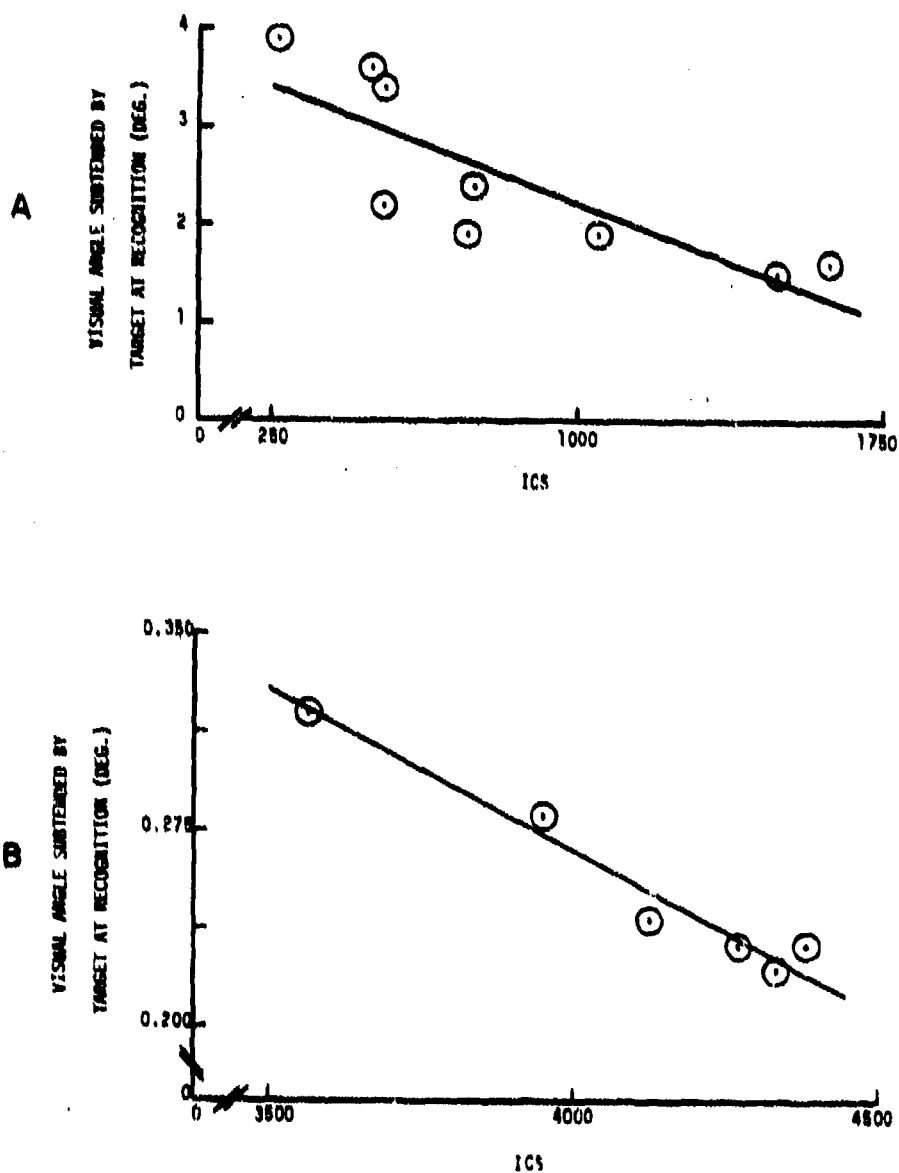 A
VISUAL ANGLE SUBTENDED BY
TARGET AT RECOGNITION (DEG.)
4
3
2
1
0
0 250 1000 1750
ICS
B
VISUAL ANGLE SUBTENDED BY
TARGET AT RECOGNITION (DEG.)
0.350
0.275
0.200
0
0 3500 4000 4500
ICS